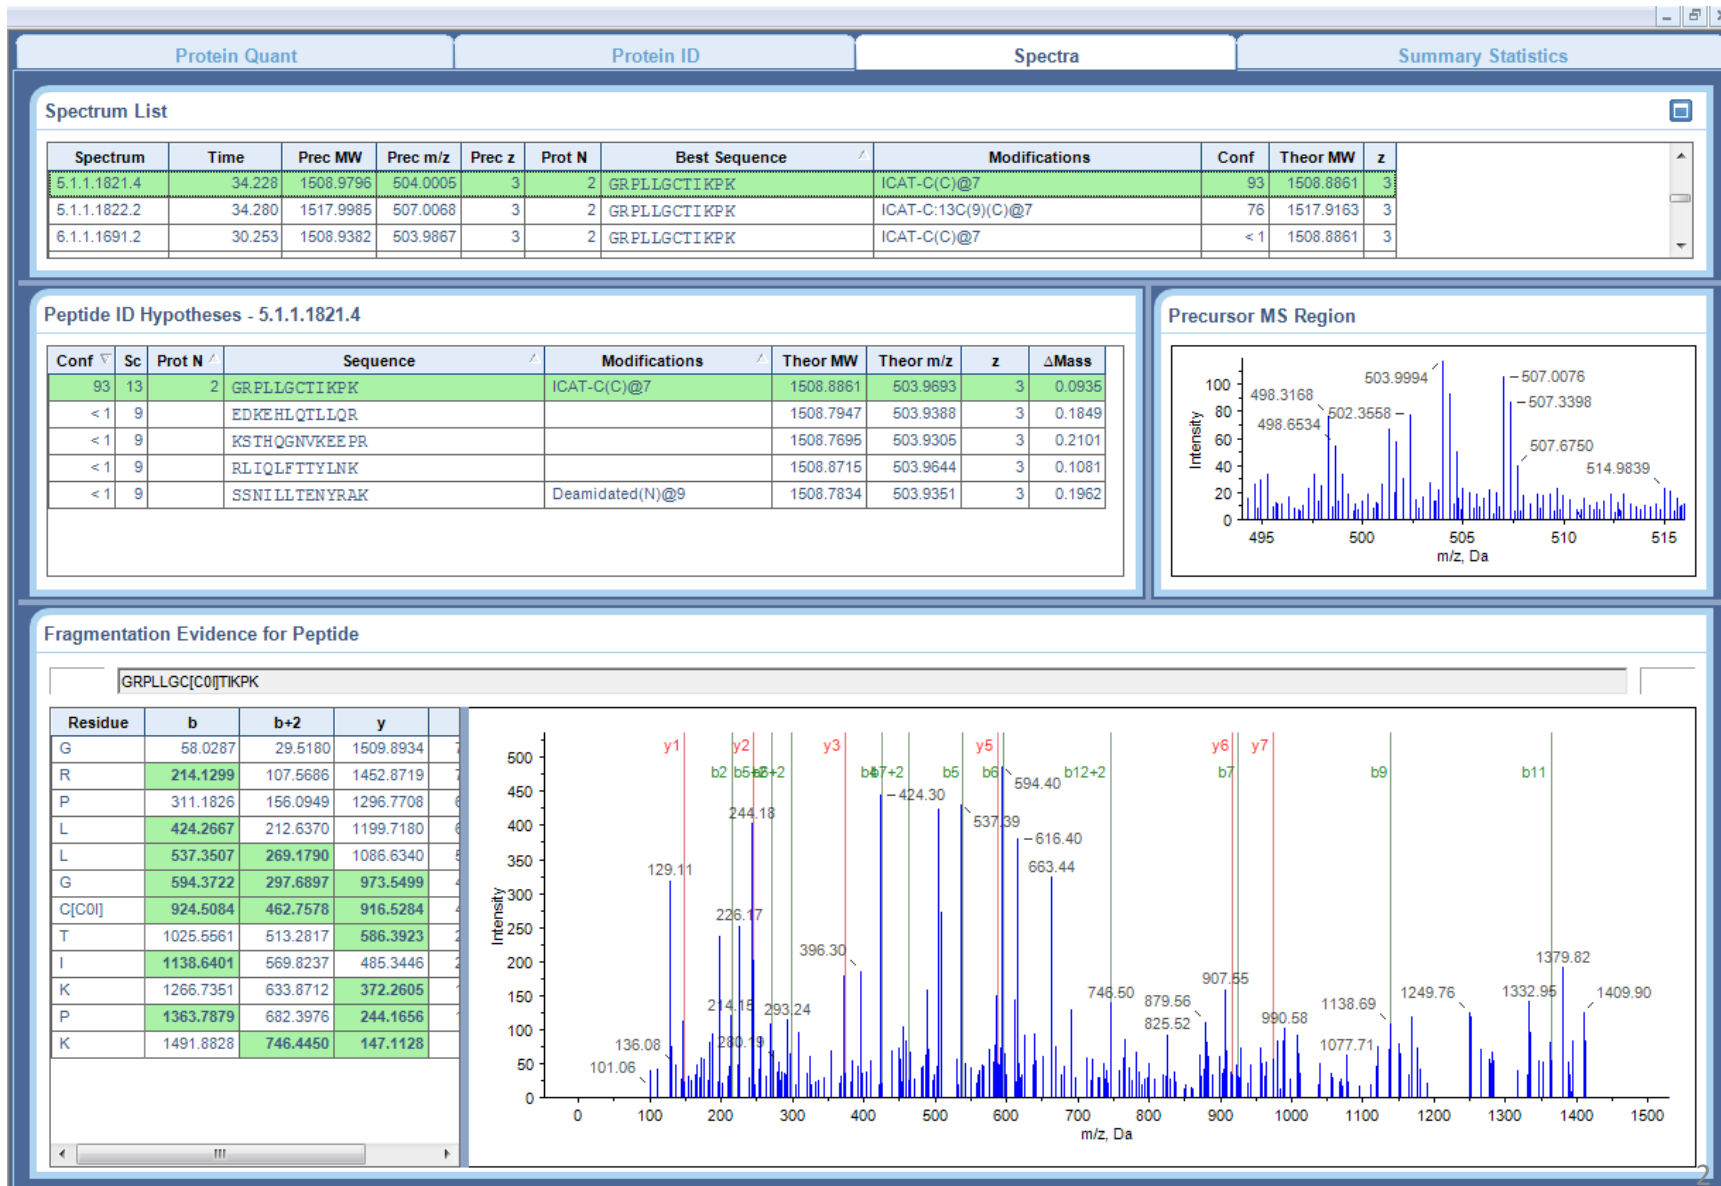 Protein Quant Protein ID Spectra Summary Statistics
Spectrum List
Spectrum Time Prec MW Prec m/z Prec z Prot N Best Sequence Modifications Conf Theor MW z
5.1.1.1821.4 34.228 1508.9796 504.0005 3 2 GRPLLGCTIKPK ICAT-C(C)@7 93 1508.8861 3
5.1.1.1822.2 34.280 1517.9985 507.0068 3 2 GRPLLGCTIKPK ICAT-C:13C(9)(C)@7 76 1517.9163 3
6.1.1.1691.2 30.253 1508.9382 503.9867 3 2 GRPLLGCTIKPK ICAT-C(C)@7 < 1 1508.8861 3
Peptide ID Hypotheses - 5.1.1.1821.4
Conf Sc Prot N Sequence Modifications Theor MW Theor m/z z ΔMass
93 13 2 GRPLLGCTIKPK ICAT-C(C)@7 1508.8861 503.9693 3 0.0935
< 1 9 EDKEHLQTLLQR 1508.7947 503.9388 3 0.1849
< 1 9 KSTHQGNVKEEPR 1508.7695 503.9305 3 0.2101
< 1 9 RLIQLFTTYLNK 1508.8715 503.9644 3 0.1081
< 1 9 SSNILLTENYRAK Deamidated(N)@9 1508.7834 503.9351 3 0.1962
Precursor MS Region
Intensity
100
80
60
40
20
0
503.9994
507.0076
498.3168
502.3558
507.3398
498.6534
507.6750
514.9839
495 500 505 510 515
m/z, Da
Fragmentation Evidence for Peptide
GRPLLGC[C0I]TIKPK
Residue b b+2 y
G 58.0287 29.5180 1509.8934
R 214.1299 107.5686 1452.8719
P 311.1826 156.0949 1296.7708
L 424.2667 212.6370 1199.7180
L 537.3507 269.1790 1086.6340
G 594.3722 297.6897 973.5499
C[C0I] 924.5084 462.7578 916.5284
T 1025.5561 513.2817 586.3923
I 1138.6401 569.8237 485.3446
K 1266.7351 633.8712 372.2605
P 1363.7879 682.3976 244.1656
K 1491.8828 746.4450 147.1128
Intensity
500
450
400
350
300
250
200
150
100
50
0
y1 y2 y3 y5 y6 y7
b2 b5+2 b6+2 b4 b7+2 b5 b6 b12+2 b7 b9 b11
594.40
424.30
244.18
537.39
616.40
129.11
663.44
226.17
396.30
1379.82
907.55
214.15
293.24
746.50
879.56
1332.95
1409.90
1249.76
1138.69
825.52
990.58
136.08
280.19
1077.71
101.06
0 100 200 300 400 500 600 700 800 900 1000 1100 1200 1300 1400 1500
m/z, Da
2